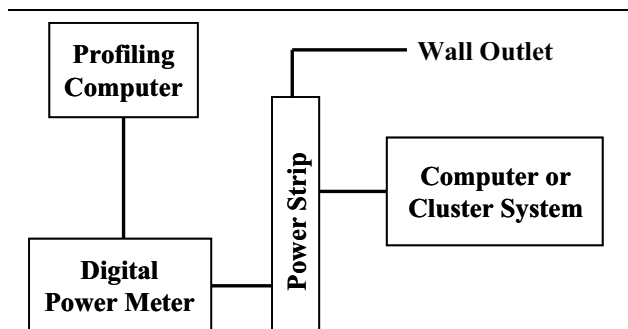 Profiling
Computer
Wall Outlet
Power Strip
Computer or
Cluster System
Digital
Power Meter